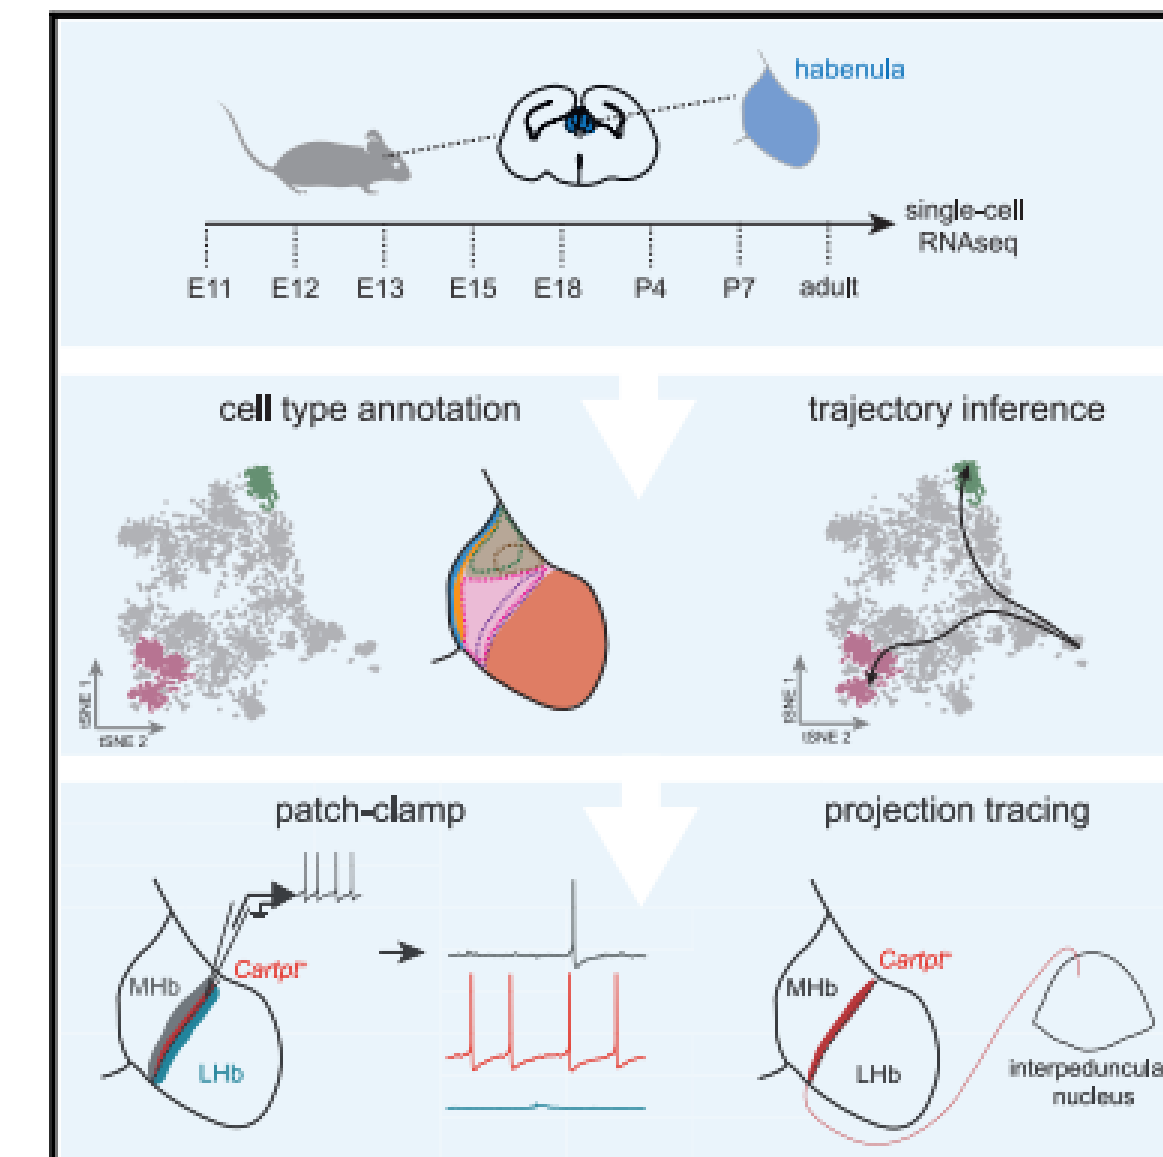 habenula
single-cell
RNAseq
E11 E12 E13 E15 E18 P4 P7 adult
cell type annotation
trajectory inference
tSNE 1
tSNE 2
tSNE 1
tSNE 2
patch-clamp
projection tracing
MHb
Cartpt⁺
LHb
MHb
Cartpt⁺
LHb
interpeduncula
nucleus